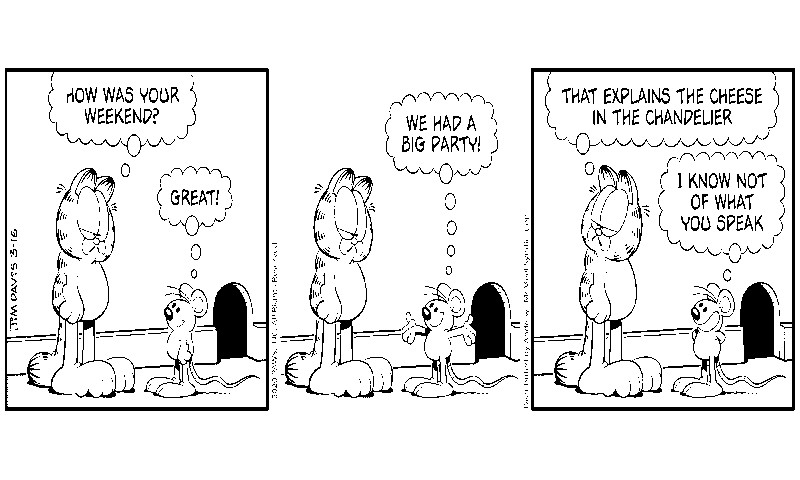 HOW WAS YOUR
WEEKEND?
GREAT!
JIM DAVIS 3-16
WE HAD A
BIG PARTY!
THAT EXPLAINS THE CHEESE
IN THE CHANDELIER
I KNOW NOT
OF WHAT
YOU SPEAK